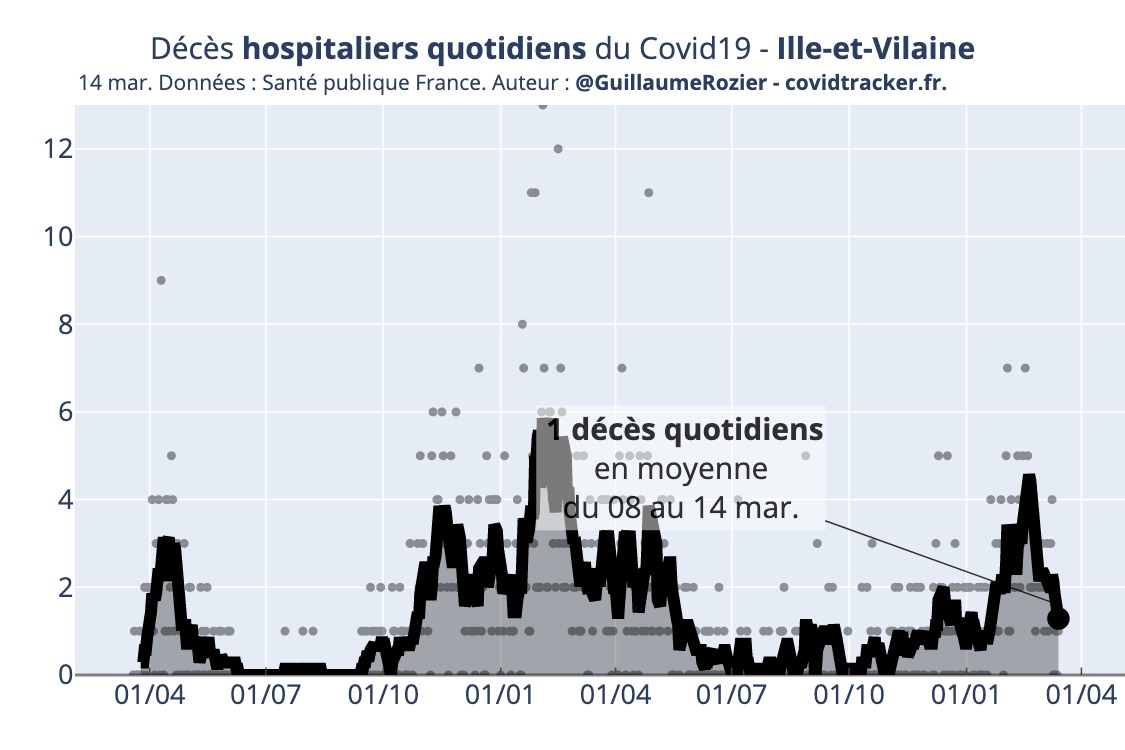 Décès hospitaliers quotidiens du Covid19 - Ille-et-Vilaine
14 mar. Données : Santé publique France. Auteur : @GuillaumeRozier - covidtracker.fr.
12
10
8
6
4
2
0
1 décès quotidiens
en moyenne
du 08 au 14 mar.
01/04 01/07 01/10 01/01 01/04 01/07 01/10 01/01 01/04